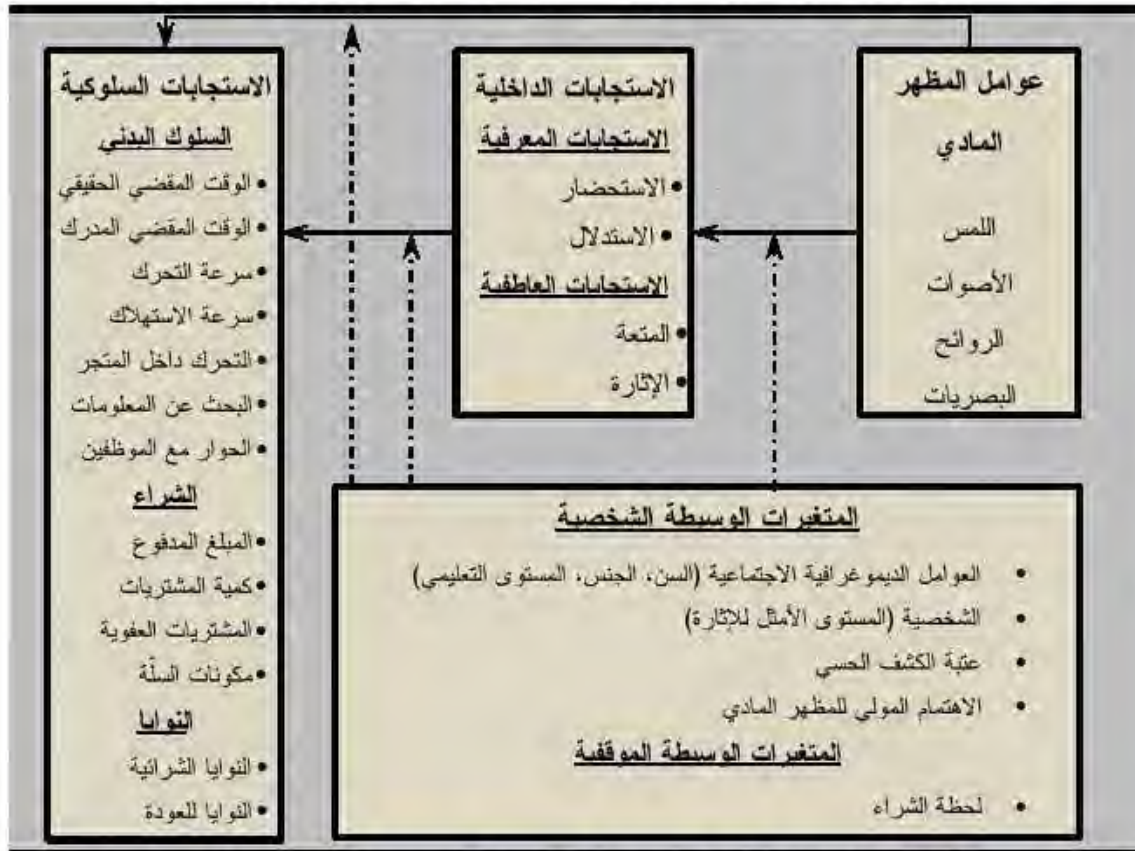 عوامل المظهر
المادي
اللمس
الأصوات
الروائح
البصريات
الاستجابات الداخلية
الاستجابات المعرفية
• الاستحضار
• الاستدلال
الاستجابات العاطفية
• المتعة
• الإثارة
الاستجابات السلوكية
السلوك البدني
• الوقت المقضي الحقيقي
• الوقت المقضي المدرك
• سرعة التحرك
• سرعة الاستهلاك
• التحرك داخل المتجر
• البحث عن المعلومات
• الحوار مع الموظفين
الشراء
• المبلغ المدفوع
• كمية المشتريات
• المشتريات العفوية
• مكونات السلّة
النوايا
• النوايا الشرائية
• النوايا للعودة
المتغيرات الوسيطة الشخصية
• العوامل الديموغرافية الاجتماعية (السن، الجنس، المستوى التعليمي)
• الشخصية (المستوى الأمثل للإثارة)
• عتبة الكشف الحسي
• الاهتمام المولي للمظهر المادي
المتغيرات الوسيطة الموقفية
• لحظة الشراء